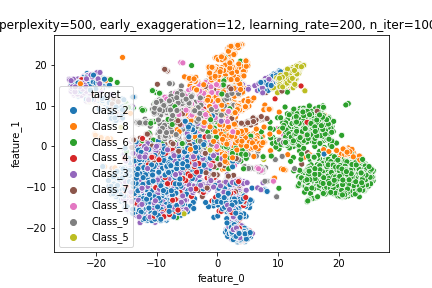 perplexity=500, early_exaggeration=12, learning_rate=200, n_iter=100
20
10
0
−10
−20
feature_1
target
Class_2
Class_8
Class_6
Class_4
Class_3
Class_7
Class_1
Class_9
Class_5
−20 −10 0 10 20
feature_0